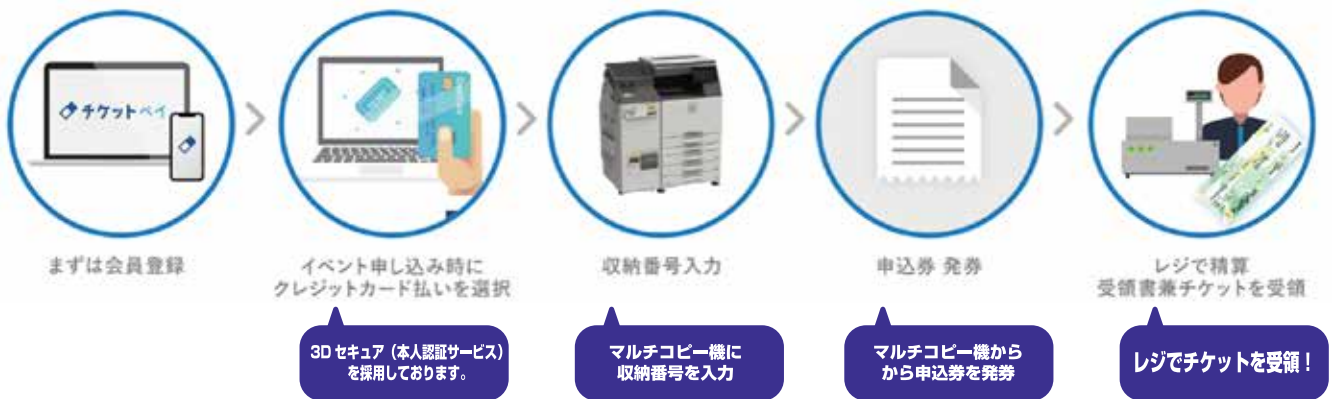 チケットペイ
まずは会員登録
イベント申し込み時に
クレジットカード払いを選択
収納番号入力
申込券 発券
レジで精算
受領書兼チケットを受領
3Dセキュア（本人認証サービス）
を採用しております。
マルチコピー機に
収納番号を入力
マルチコピー機から
から申込券を発券
レジでチケットを受領！